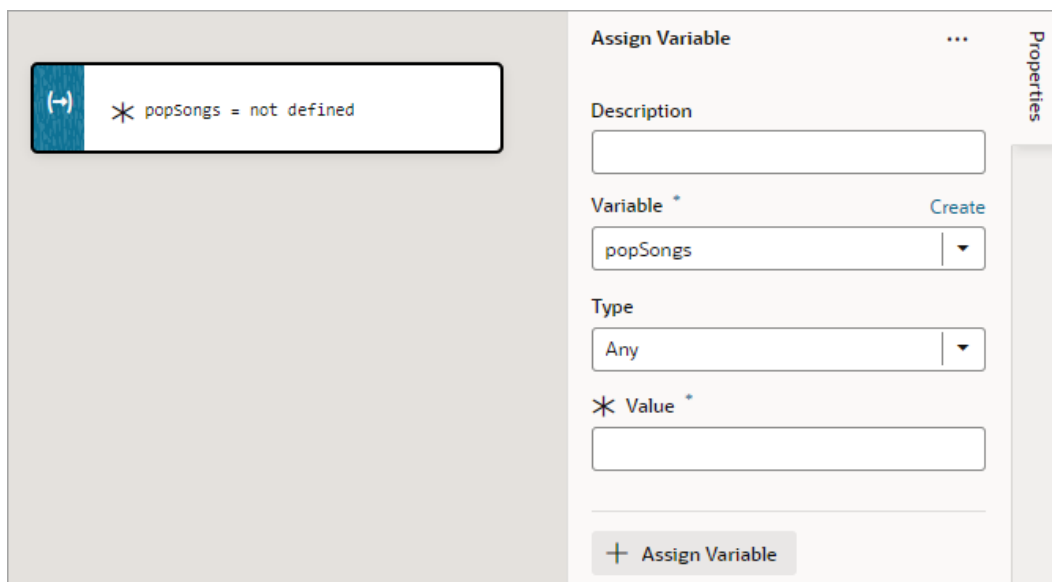 Assign Variable
...
Properties
(→)
popSongs = not defined
Description
Variable *
Create
popSongs
Type
Any
Value *
+ Assign Variable